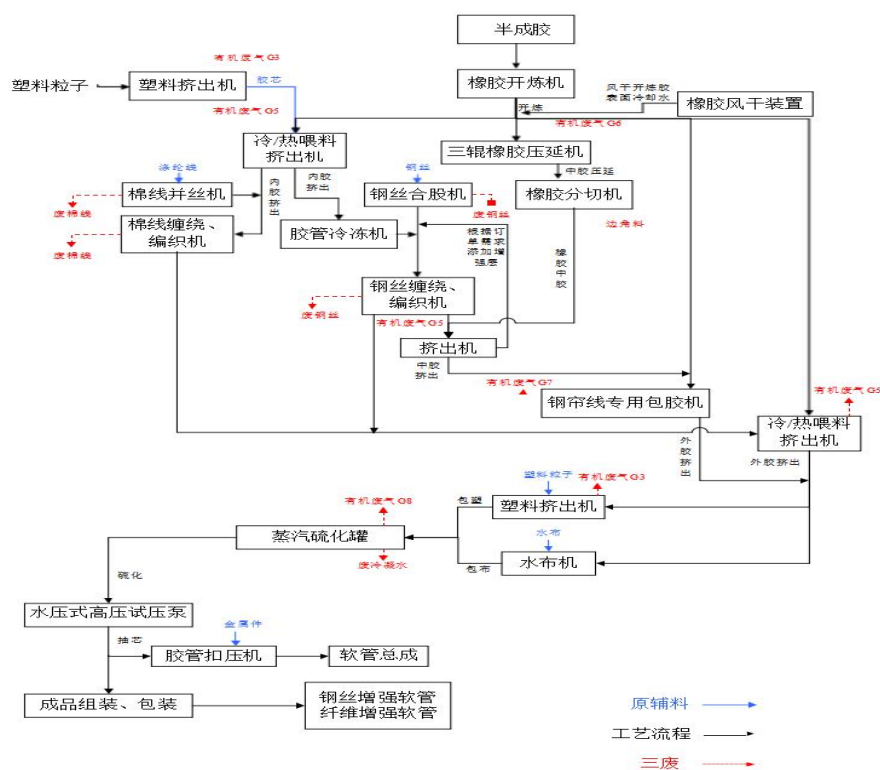 半成胶
有机废气G3
塑料粒子
塑料挤出机
胶芯
橡胶开炼机
风干开炼胶
表面冷却水
橡胶风干装置
有机废气G5
开炼
有机废气G6
冷/热喂料
挤出机
三辊橡胶压延机
涤纶线
钢丝
中胶压延
棉线并丝机
内胶挤出
内胶
挤出
钢丝合股机
橡胶分切机
废棉线
废钢丝
棉线缠绕、
编织机
胶管冷冻机
根据订
单需求
添加增
强层
边角料
废棉线
橡胶中胶
钢丝缠绕、
编织机
废钢丝
有机废气G5
挤出机
中胶
挤出
有机废气G7
有机废气G5
钢帘线专用包胶机
冷/热喂料
挤出机
外胶挤出
外胶挤出
塑料粒子
有机废气G3
有机废气G8
包塑
塑料挤出机
蒸汽硫化罐
水布
废冷凝水
包布
水布机
硫化
水压式高压试压泵
金属件
抽芯
胶管扣压机
软管总成
成品组装、包装
钢丝增强软管
纤维增强软管
原辅料
工艺流程
三废